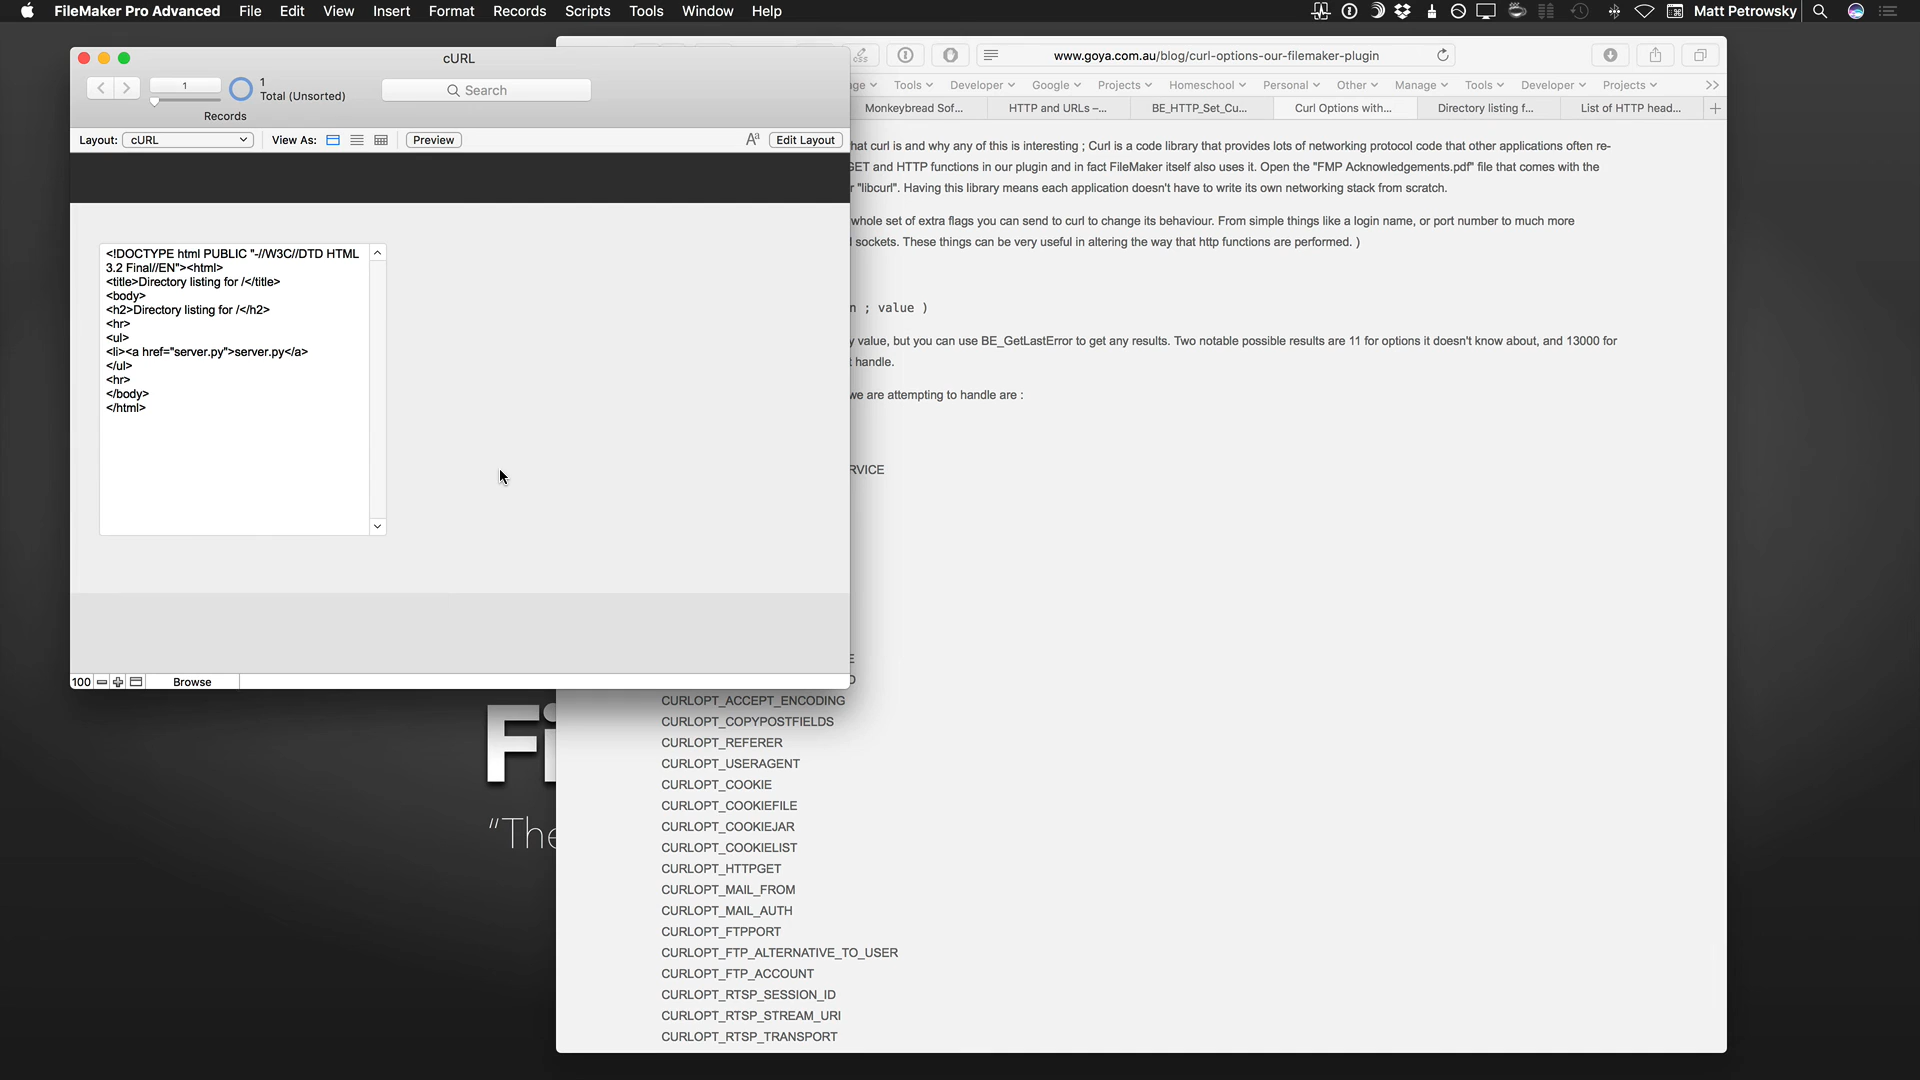 FileMaker Pro Advanced File Edit View Insert Format Records Scripts Tools Window Help Matt Petrowsky
cURL
1
1
Total (Unsorted)
Search
Records
Layout: cURL View As: Preview Aa Edit Layout
<!DOCTYPE html PUBLIC "-//W3C//DTD HTML
3.2 Final//EN"><html>
<title>Directory listing for /</title>
<body>
<h2>Directory listing for /</h2>
<hr>
<ul>
<li><a href="server.py">server.py</a>
</ul>
<hr>
</body>
</html>
100 Browse
www.goya.com.au/blog/curl-options-our-filemaker-plugin
Tools Developer Google Projects Homeschool Personal Other Manage Tools Developer Projects
Monkeybread Sof... HTTP and URLs –... BE_HTTP_Set_Cu... Curl Options with... Directory listing f... List of HTTP head...
hat curl is and why any of this is interesting ; Curl is a code library that provides lots of networking protocol code that other applications often re-
SET and HTTP functions in our plugin and in fact FileMaker itself also uses it. Open the "FMP Acknowledgements.pdf" file that comes with the
r "libcurl". Having this library means each application doesn't have to write its own networking stack from scratch.
whole set of extra flags you can send to curl to change its behaviour. From simple things like a login name, or port number to much more
l sockets. These things can be very useful in altering the way that http functions are performed. )
n ; value )
y value, but you can use BE_GetLastError to get any results. Two notable possible results are 11 for options it doesn't know about, and 13000 for
t handle.
we are attempting to handle are :
RVICE
E
D
CURLOPT_ACCEPT_ENCODING
CURLOPT_COPYPOSTFIELDS
CURLOPT_REFERER
CURLOPT_USERAGENT
CURLOPT_COOKIE
CURLOPT_COOKIEFILE
CURLOPT_COOKIEJAR
CURLOPT_COOKIELIST
CURLOPT_HTTPGET
CURLOPT_MAIL_FROM
CURLOPT_MAIL_AUTH
CURLOPT_FTPPORT
CURLOPT_FTP_ALTERNATIVE_TO_USER
CURLOPT_FTP_ACCOUNT
CURLOPT_RTSP_SESSION_ID
CURLOPT_RTSP_STREAM_URI
CURLOPT_RTSP_TRANSPORT
Fi
“The